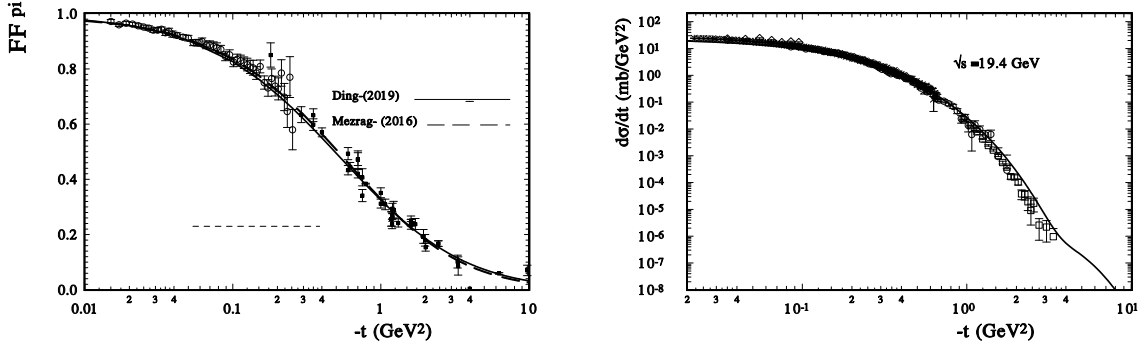 FF pi
1.0
0.8
0.6
0.4
0.2
0.0
Ding-(2019)
Mezrag- (2016)
0.01 2 3 4 0.1 2 3 4 1 2 3 4 10
-t (GeV²)
dσ/dt (mb/GeV²)
10²
10¹
10⁰
10⁻¹
10⁻²
10⁻³
10⁻⁴
10⁻⁵
10⁻⁶
10⁻⁷
10⁻⁸
√s =19.4 GeV
2 3 4 10⁻¹ 2 3 4 10⁰ 2 3 4 10¹
-t (GeV²)